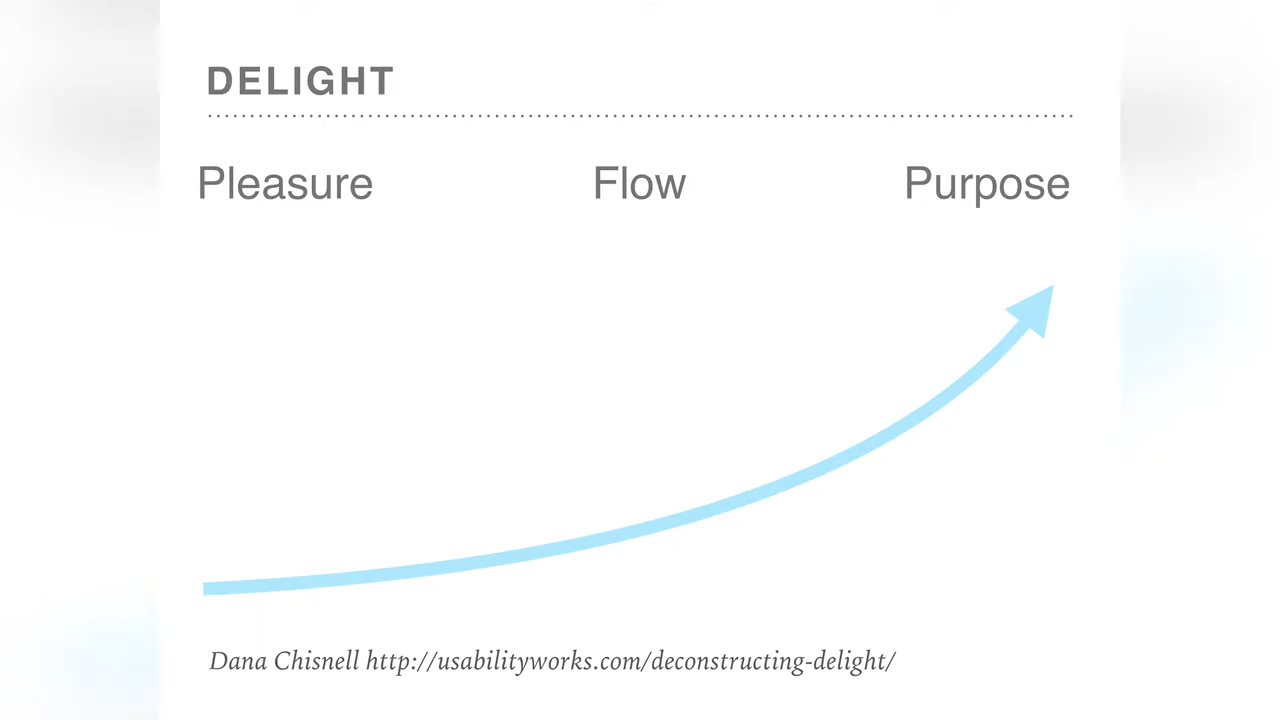 DELIGHT
Pleasure Flow Purpose
Dana Chisnell http://usabilityworks.com/deconstructing-delight/